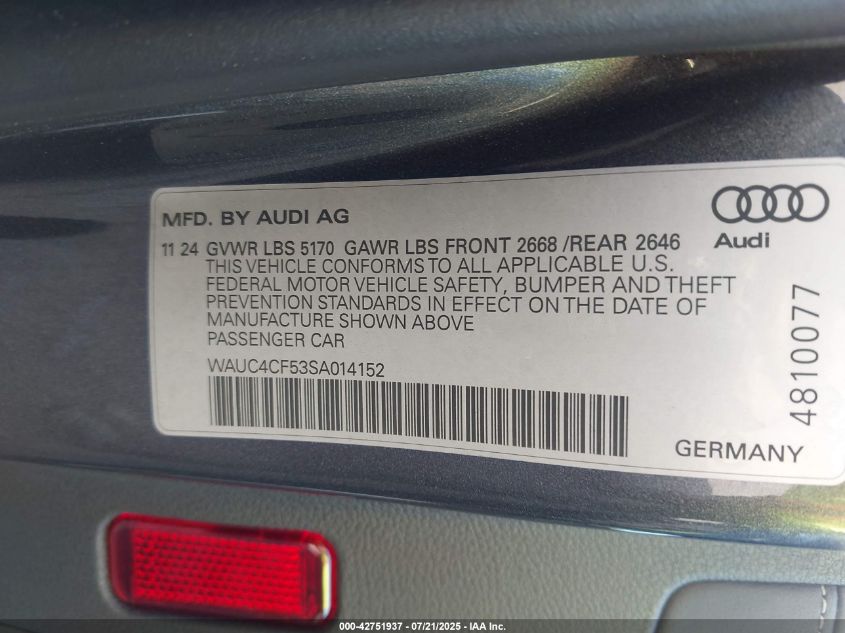 MFD. BY AUDI AG
Audi
11 24 GVWR LBS 5170 GAWR LBS FRONT 2668 /REAR 2646
THIS VEHICLE CONFORMS TO ALL APPLICABLE U.S.
FEDERAL MOTOR VEHICLE SAFETY, BUMPER AND THEFT
PREVENTION STANDARDS IN EFFECT ON THE DATE OF
MANUFACTURE SHOWN ABOVE
PASSENGER CAR
WAUC4CF53SA014152
4810077
GERMANY
000-42751937 - 07/21/2025 - IAA Inc.